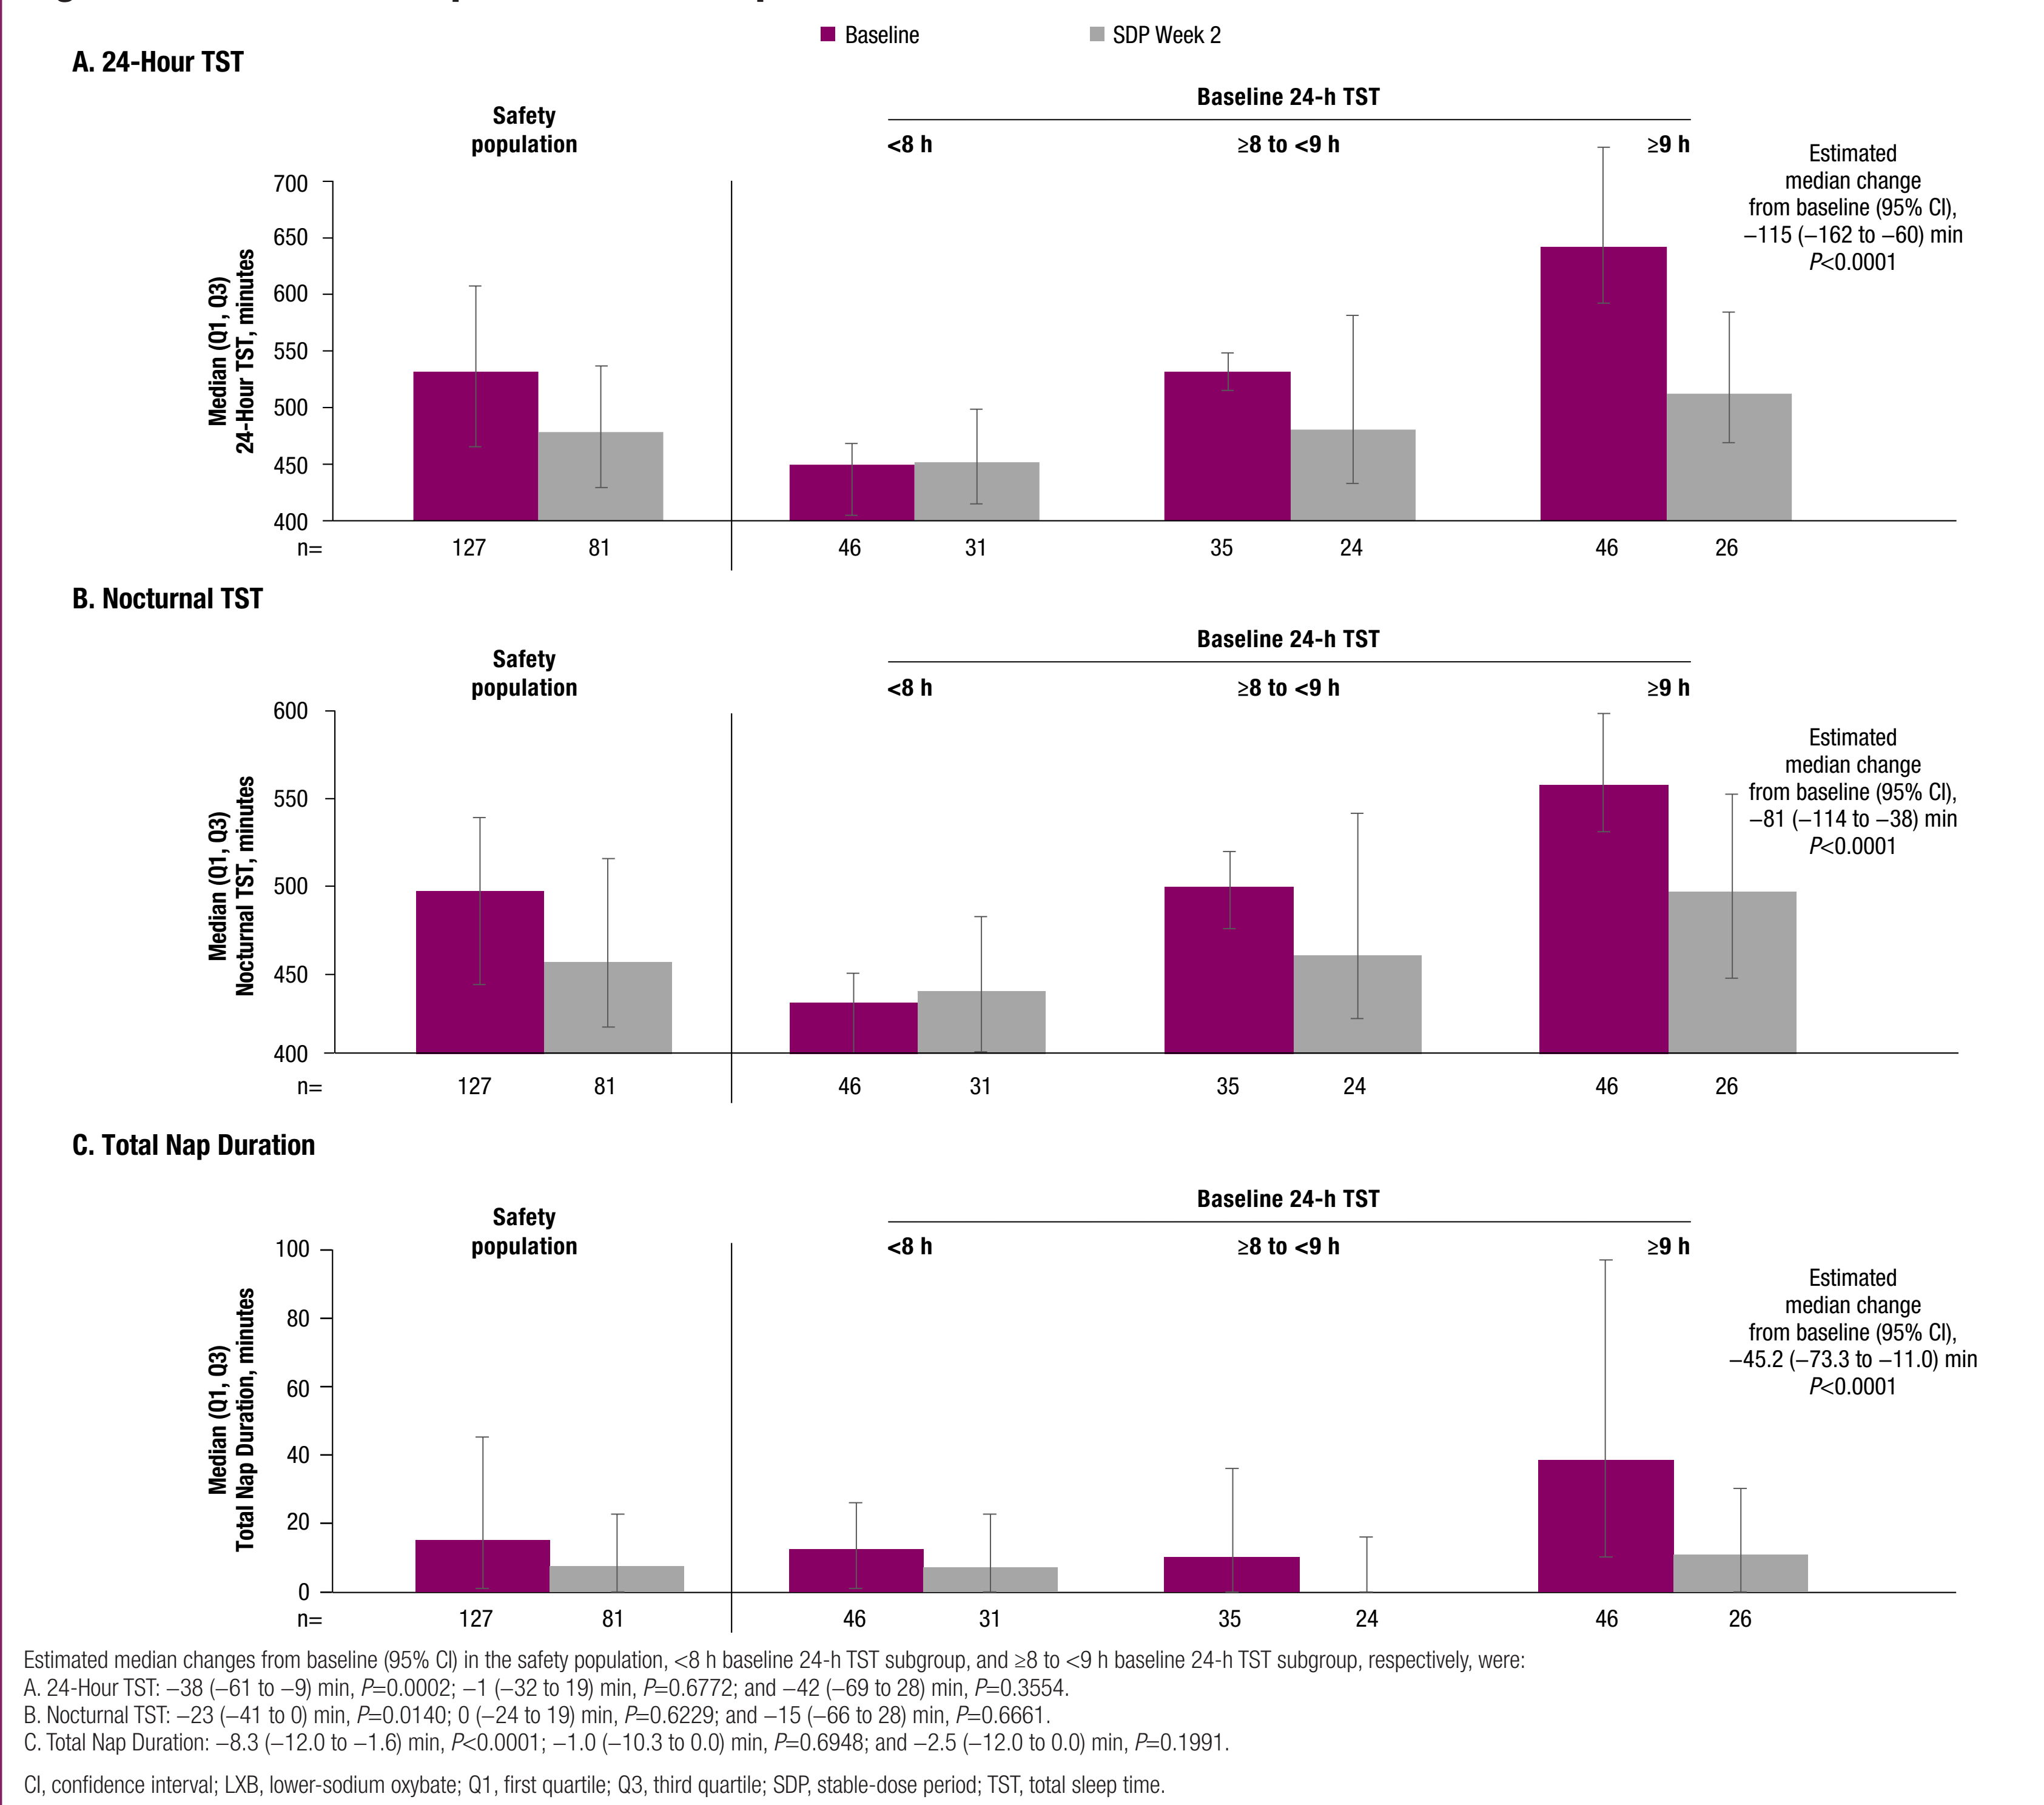 Baseline
SDP Week 2
A. 24-Hour TST
Baseline 24-h TST
Safety
population
<8 h
≥8 to <9 h
≥9 h
Estimated
median change
from baseline (95% CI),
−115 (−162 to −60) min
P<0.0001
Median (Q1, Q3)
24-Hour TST, minutes
700
650
600
550
500
450
400
n=
127
81
46
31
35
24
46
26
B. Nocturnal TST
Baseline 24-h TST
Safety
population
<8 h
≥8 to <9 h
≥9 h
Estimated
median change
from baseline (95% CI),
−81 (−114 to −38) min
P<0.0001
Median (Q1, Q3)
Nocturnal TST, minutes
600
550
500
450
400
n=
127
81
46
31
35
24
46
26
C. Total Nap Duration
Baseline 24-h TST
Safety
population
<8 h
≥8 to <9 h
≥9 h
Estimated
median change
from baseline (95% CI),
−45.2 (−73.3 to −11.0) min
P<0.0001
Median (Q1, Q3)
Total Nap Duration, minutes
100
80
60
40
20
0
n=
127
81
46
31
35
24
46
26
Estimated median changes from baseline (95% CI) in the safety population, <8 h baseline 24-h TST subgroup, and ≥8 to <9 h baseline 24-h TST subgroup, respectively, were:
A. 24-Hour TST: −38 (−61 to −9) min, P=0.0002; −1 (−32 to 19) min, P=0.6772; and −42 (−69 to 28) min, P=0.3554.
B. Nocturnal TST: −23 (−41 to 0) min, P=0.0140; 0 (−24 to 19) min, P=0.6229; and −15 (−66 to 28) min, P=0.6661.
C. Total Nap Duration: −8.3 (−12.0 to −1.6) min, P<0.0001; −1.0 (−10.3 to 0.0) min, P=0.6948; and −2.5 (−12.0 to 0.0) min, P=0.1991.
CI, confidence interval; LXB, lower-sodium oxybate; Q1, first quartile; Q3, third quartile; SDP, stable-dose period; TST, total sleep time.